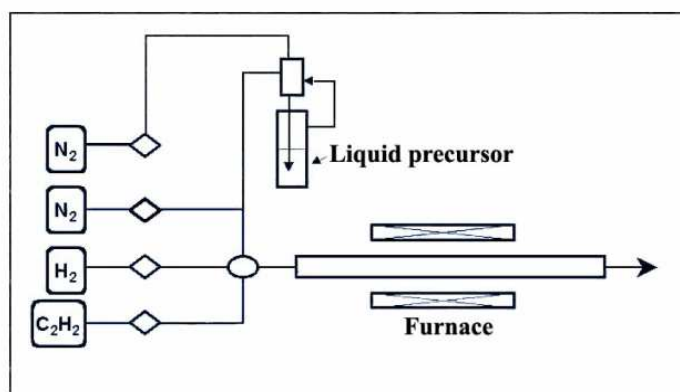 N₂
Liquid precursor
N₂
H₂
C₂H₂
Furnace